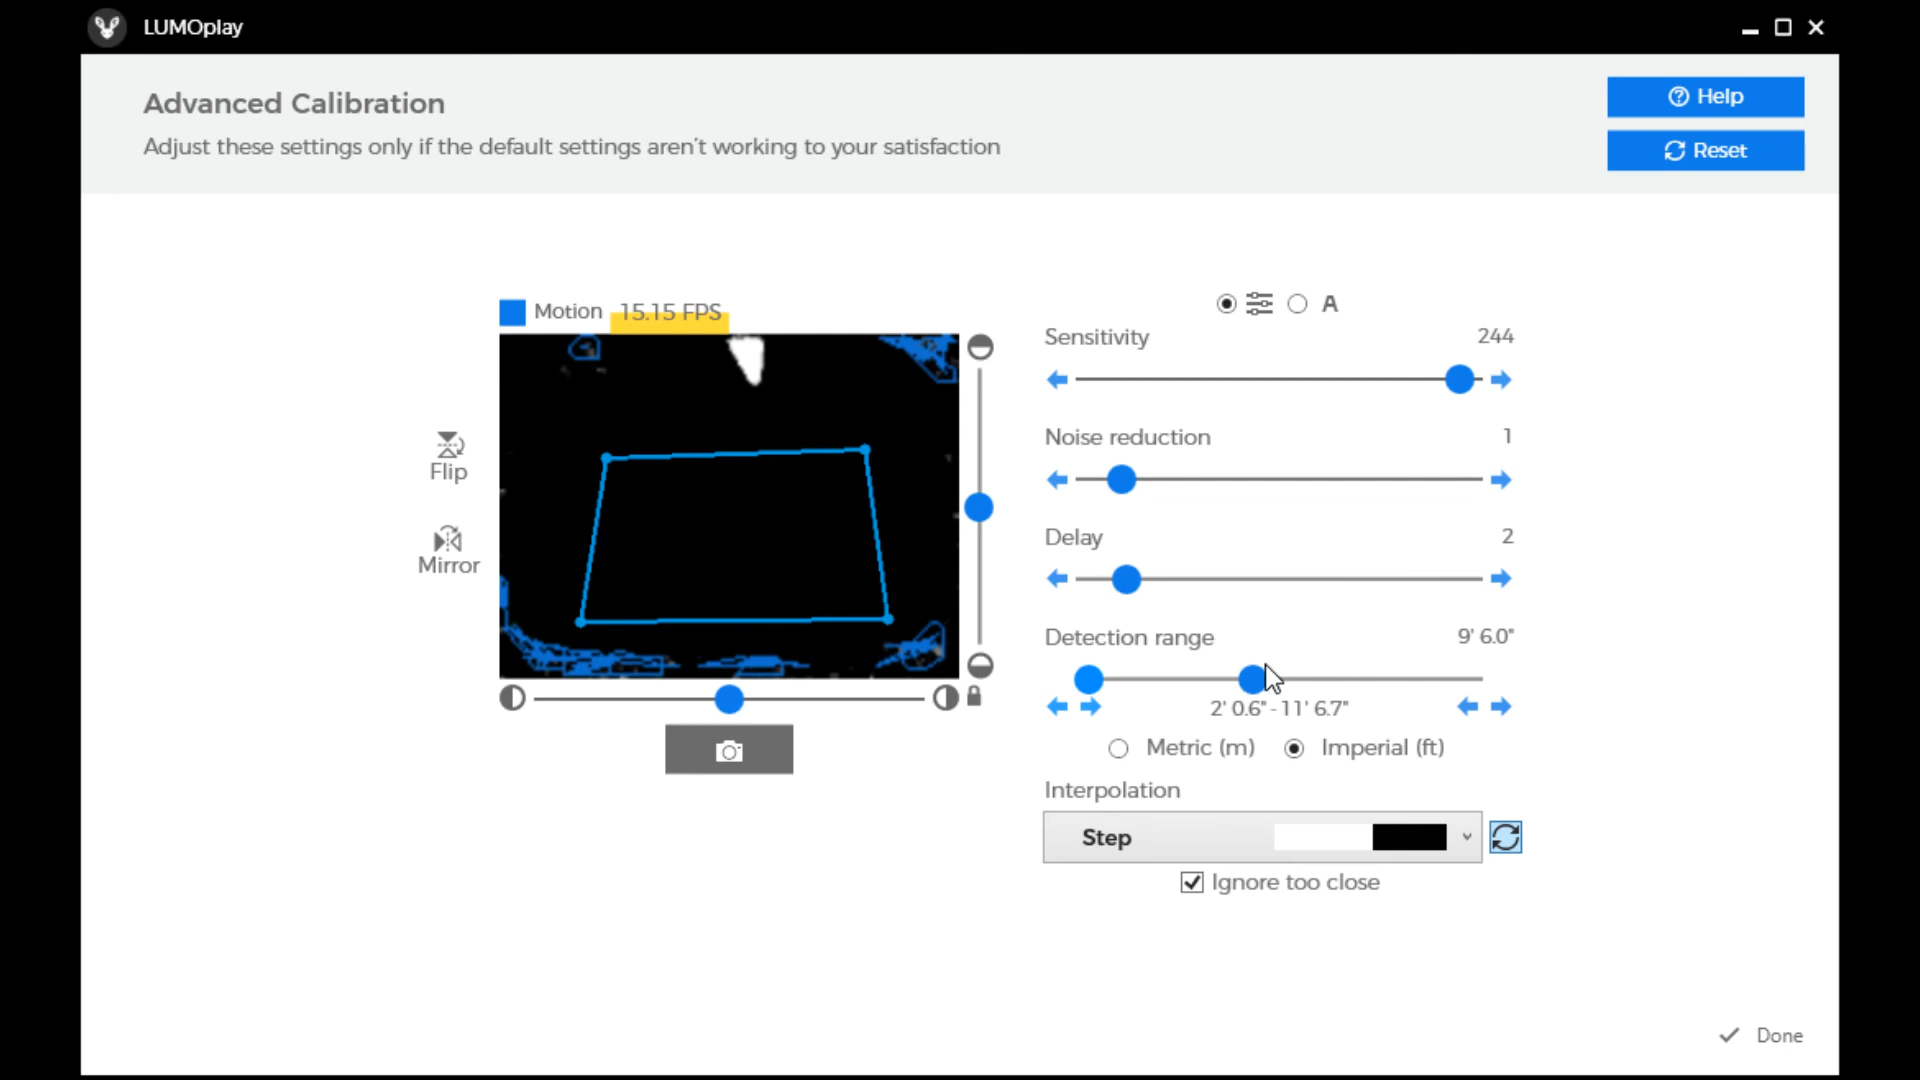 LUMOplay
Advanced Calibration
Adjust these settings only if the default settings aren't working to your satisfaction
Help
Reset
Motion 15.15 FPS
A
Sensitivity 244
Flip
Noise reduction 1
Mirror
Delay 2
Detection range 9' 6.0"
2' 0.6" - 11' 6.7"
Metric (m) Imperial (ft)
Interpolation
Step
Ignore too close
Done